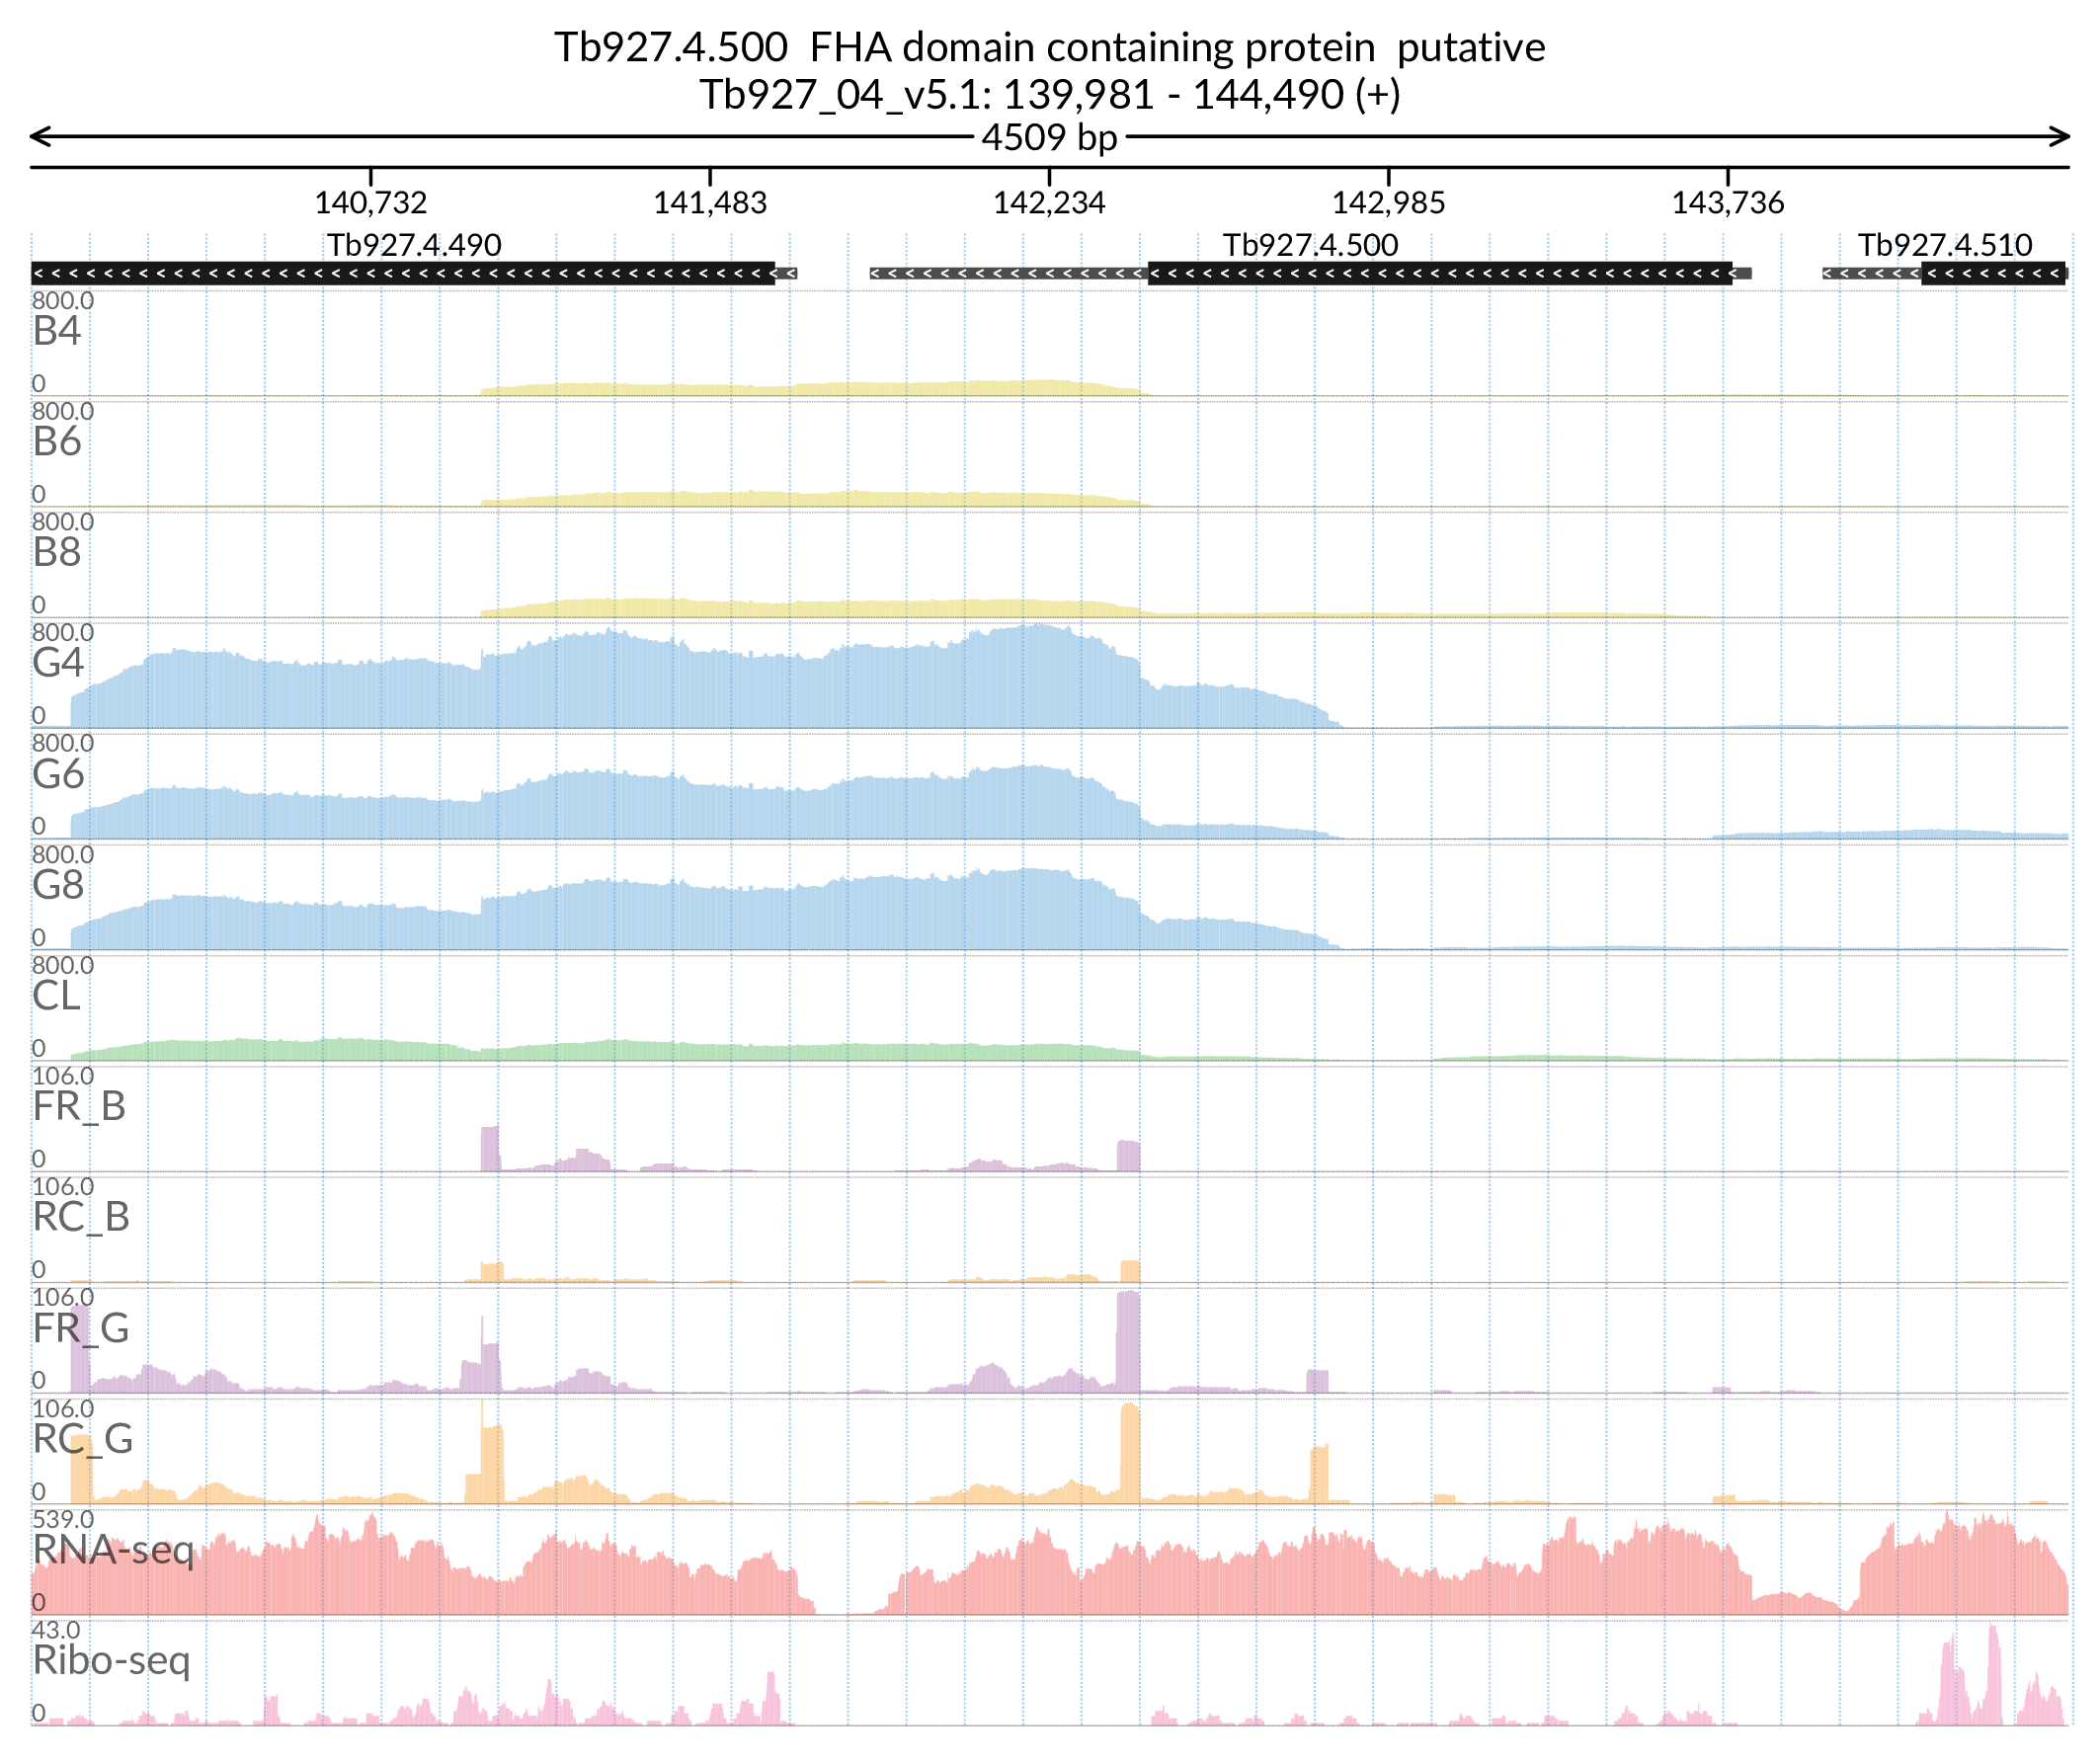 Tb927.4.500  FHA domain containing protein  putative
Tb927_04_v5.1: 139,981 - 144,490 (+)
4509 bp
140,732 141,483 142,234 142,985 143,736
Tb927.4.490 Tb927.4.500 Tb927.4.510
800.0
B4
0
800.0
B6
0
800.0
B8
0
800.0
G4
0
800.0
G6
0
800.0
G8
0
800.0
CL
0
106.0
FR_B
0
106.0
RC_B
0
106.0
FR_G
0
106.0
RC_G
0
539.0
RNA-seq
0
43.0
Ribo-seq
0